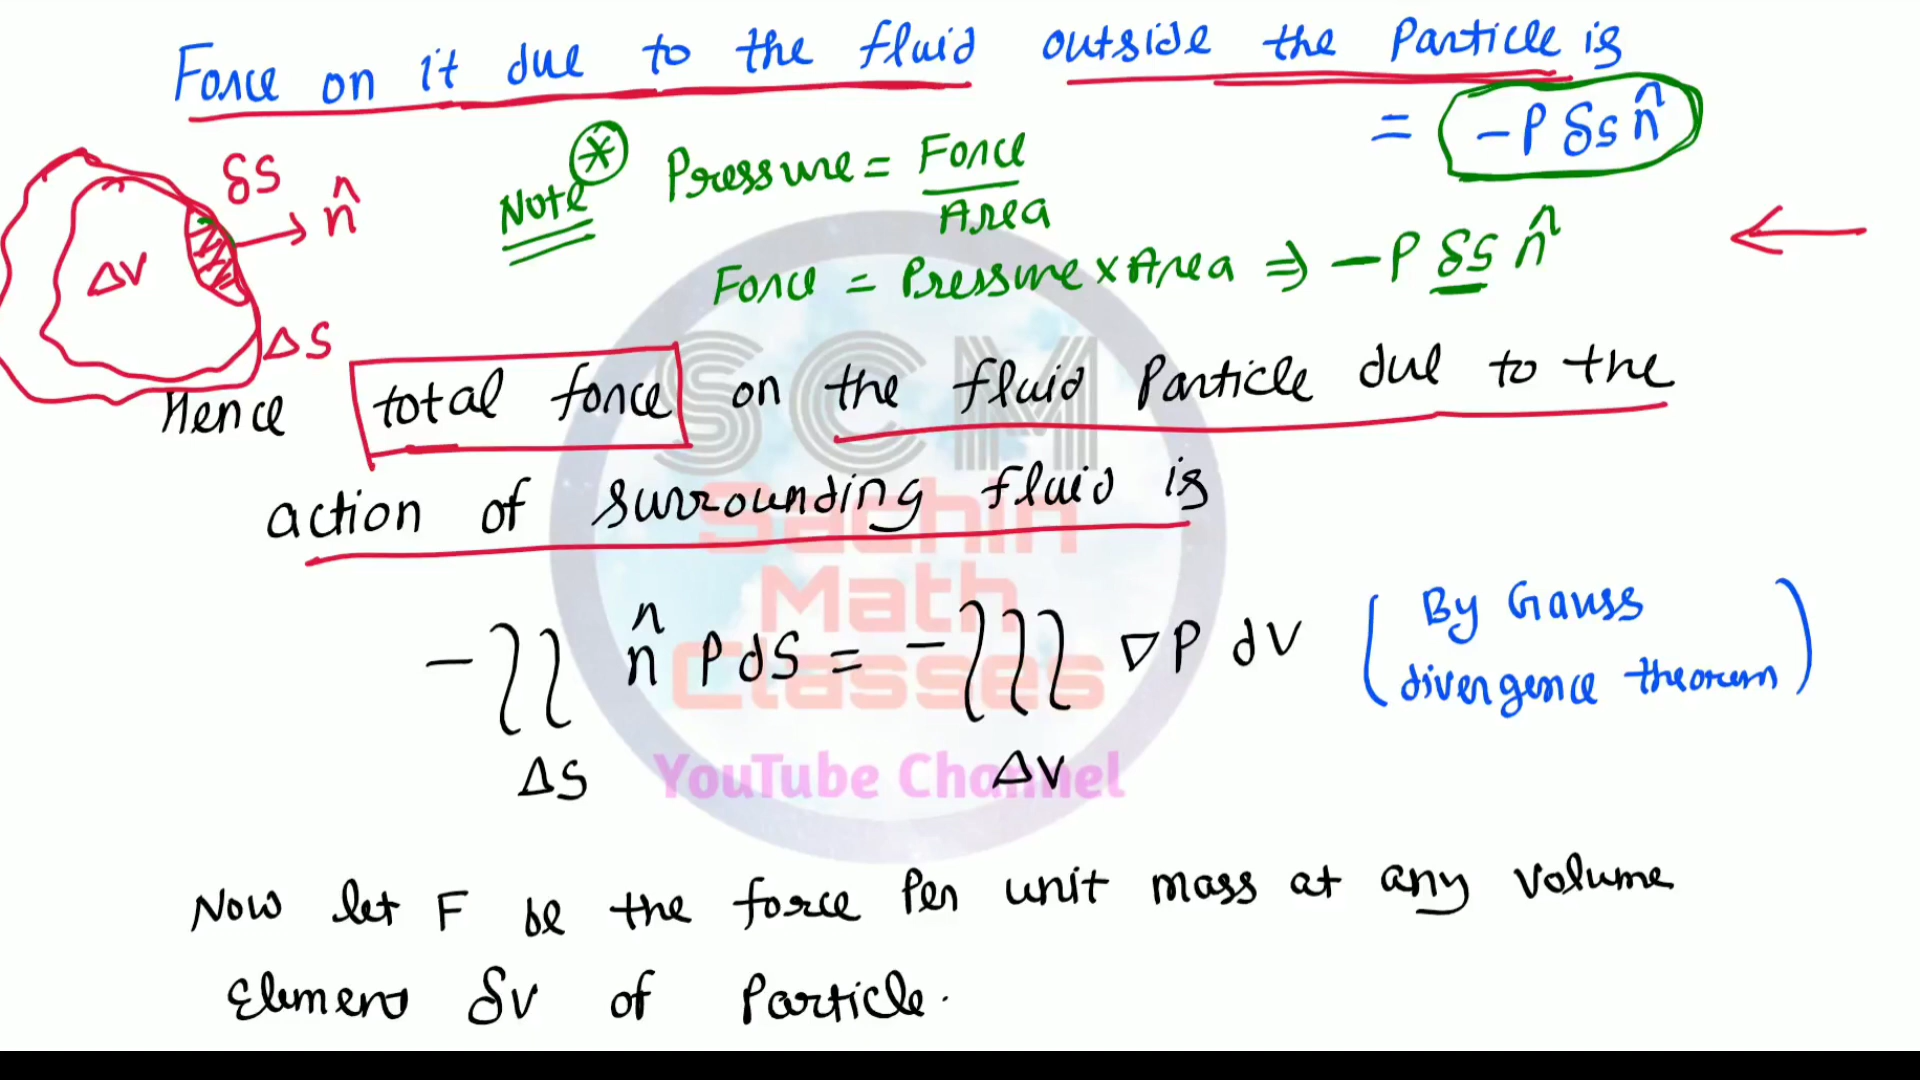 Force on it due to the fluid outside the Particle is
= -P δs n̂
Note * Pressure = Force / Area
δS n̂
Force = Pressure × Area ⇒ -P δs n̂
ΔV
ΔS
Hence total force on the fluid Particle due to the
action of surrounding fluid is
-∫∫ n̂ P dS = -∫∫∫ ∇P dV (By Gauss divergence theorem)
ΔS ΔV
Now let F be the force Per unit mass at any volume
Element δv of Particle.
SCM
Sachin
Math
Classes
YouTube Channel